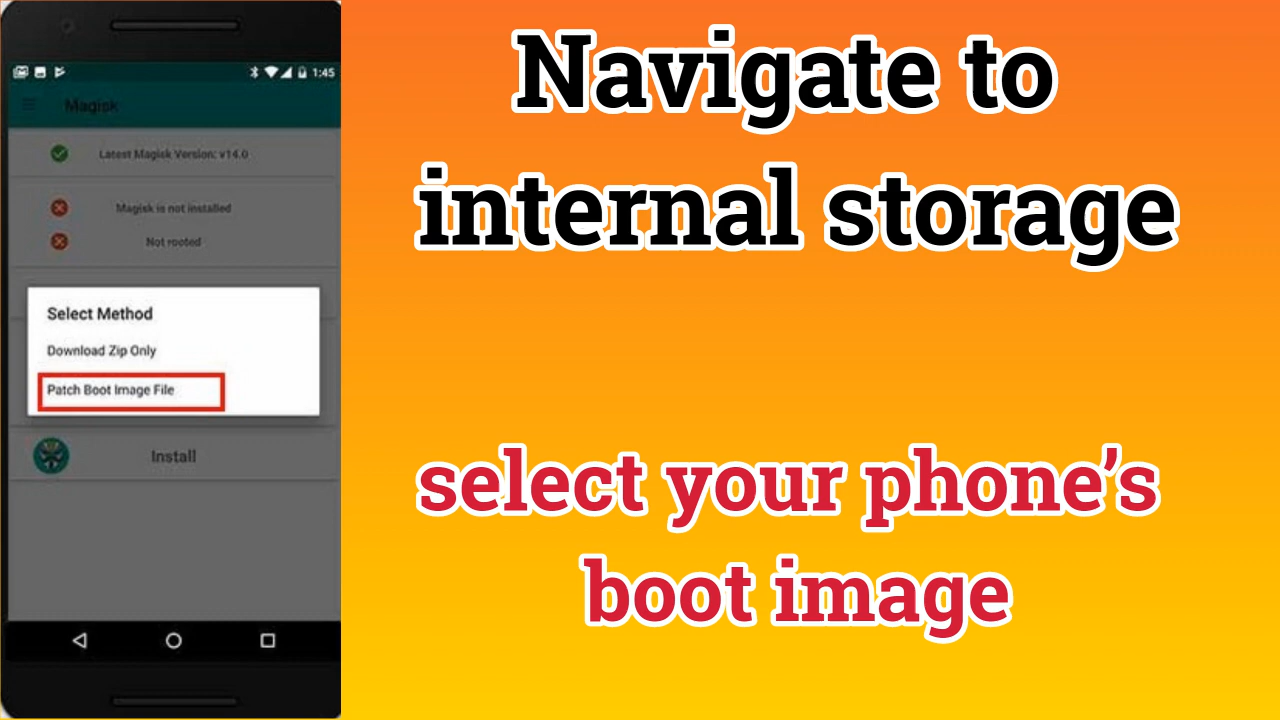 1:45
Magisk
Latest Magisk Version: v14.0
Magisk is not installed
Not rooted
Select Method
Download Zip Only
Patch Boot Image File
Install
Navigate to
internal storage
select your phone’s
boot image